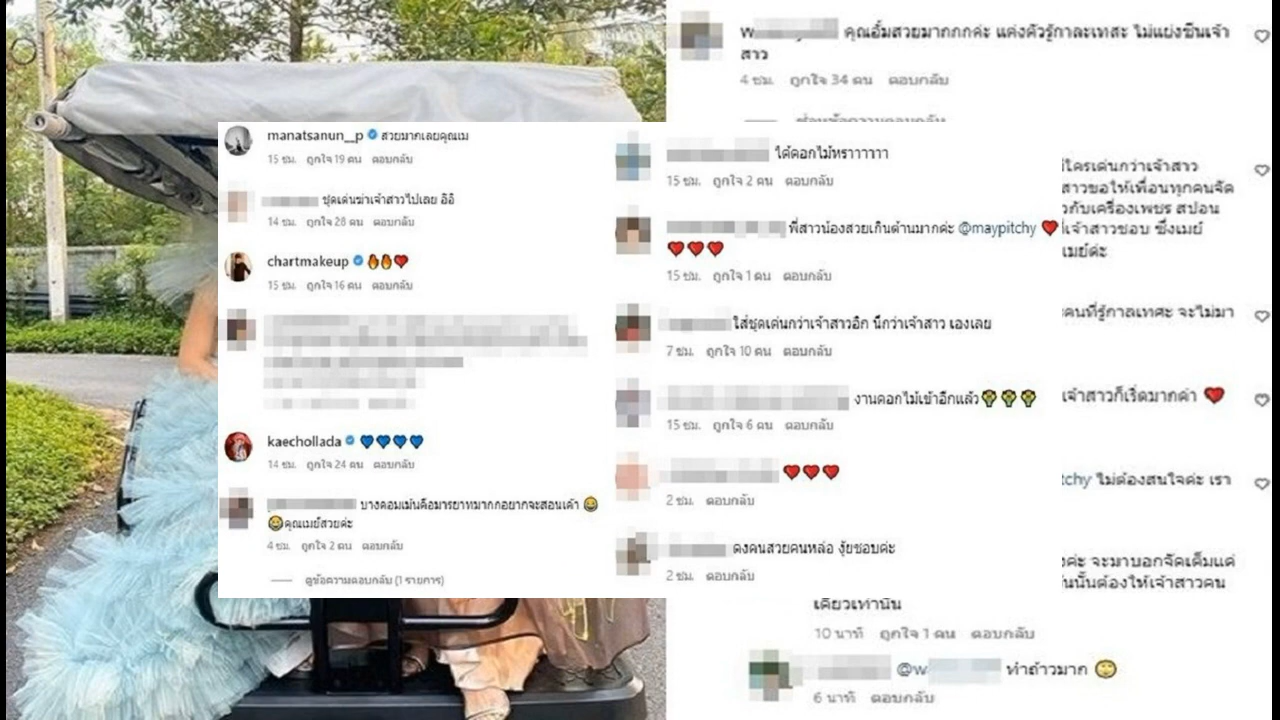 manatsanun__p สวยมากเลยคุณเม
15 ชม. ถูกใจ 19 คน ตอบกลับ
ชุดเด่นฆ่าเจ้าสาวไปเลย อิอิ
14 ชม. ถูกใจ 28 คน ตอบกลับ
chartmakeup 🔥🔥❤️
15 ชม. ถูกใจ 16 คน ตอบกลับ
kaechollada 💙💙💙💙
14 ชม. ถูกใจ 24 คน ตอบกลับ
บางคอมเม้นคือมารยาทมากกอยากจะสอนเค้า 😂
😂คุณเมย์สวยค่ะ
4 ชม. ถูกใจ 2 คน ตอบกลับ
ดูข้อความตอบกลับ (1 รายการ)
ใต้ดอกไม้หราาาาาา
15 ชม. ถูกใจ 2 คน ตอบกลับ
พี่สาวน้องสวยเกินต้านมากค่ะ @maypitchy ❤️
❤️❤️❤️
15 ชม. ถูกใจ 1 คน ตอบกลับ
ใส่ชุดเด่นกว่าเจ้าสาวอีก นึกว่าเจ้าสาว เองเลย
7 ชม. ถูกใจ 10 คน ตอบกลับ
งานดอกไม้เข้าอีกแล้ว
15 ชม. ถูกใจ 6 คน ตอบกลับ
❤️❤️❤️
2 ชม. ตอบกลับ
ดงคนสวยคนหล่อ งุ้ยชอบค่ะ
2 ชม. ตอบกลับ
w คุณอั้มสวยมากกกค่ะ แต่งตัวรู้กาละเทสะ ไม่แย่งซีนเจ้า
สาว
4 ชม. ถูกใจ 34 คน ตอบกลับ
ใครเด่นกว่าเจ้าสาว
สาวขอให้เพื่อนทุกคนจัด
วกับเครื่องเพชร สปอน
เจ้าสาวชอบ ซึ่งเมย์
เมย์ค่ะ
คนที่รู้กาลเทศะ จะไม่มา
เจ้าสาวก็เริ่ดมากค่า ❤️
tchy ไม่ต้องสนใจค่ะ เรา
งค่ะ จะมาบอกจัดเต็มแค่
นนั้นต้องให้เจ้าสาวคน
เดียวเท่านั้น
10 นาที ถูกใจ 1 คน ตอบกลับ
@w ทำถ้าวมาก 🙄
6 นาที ตอบกลับ